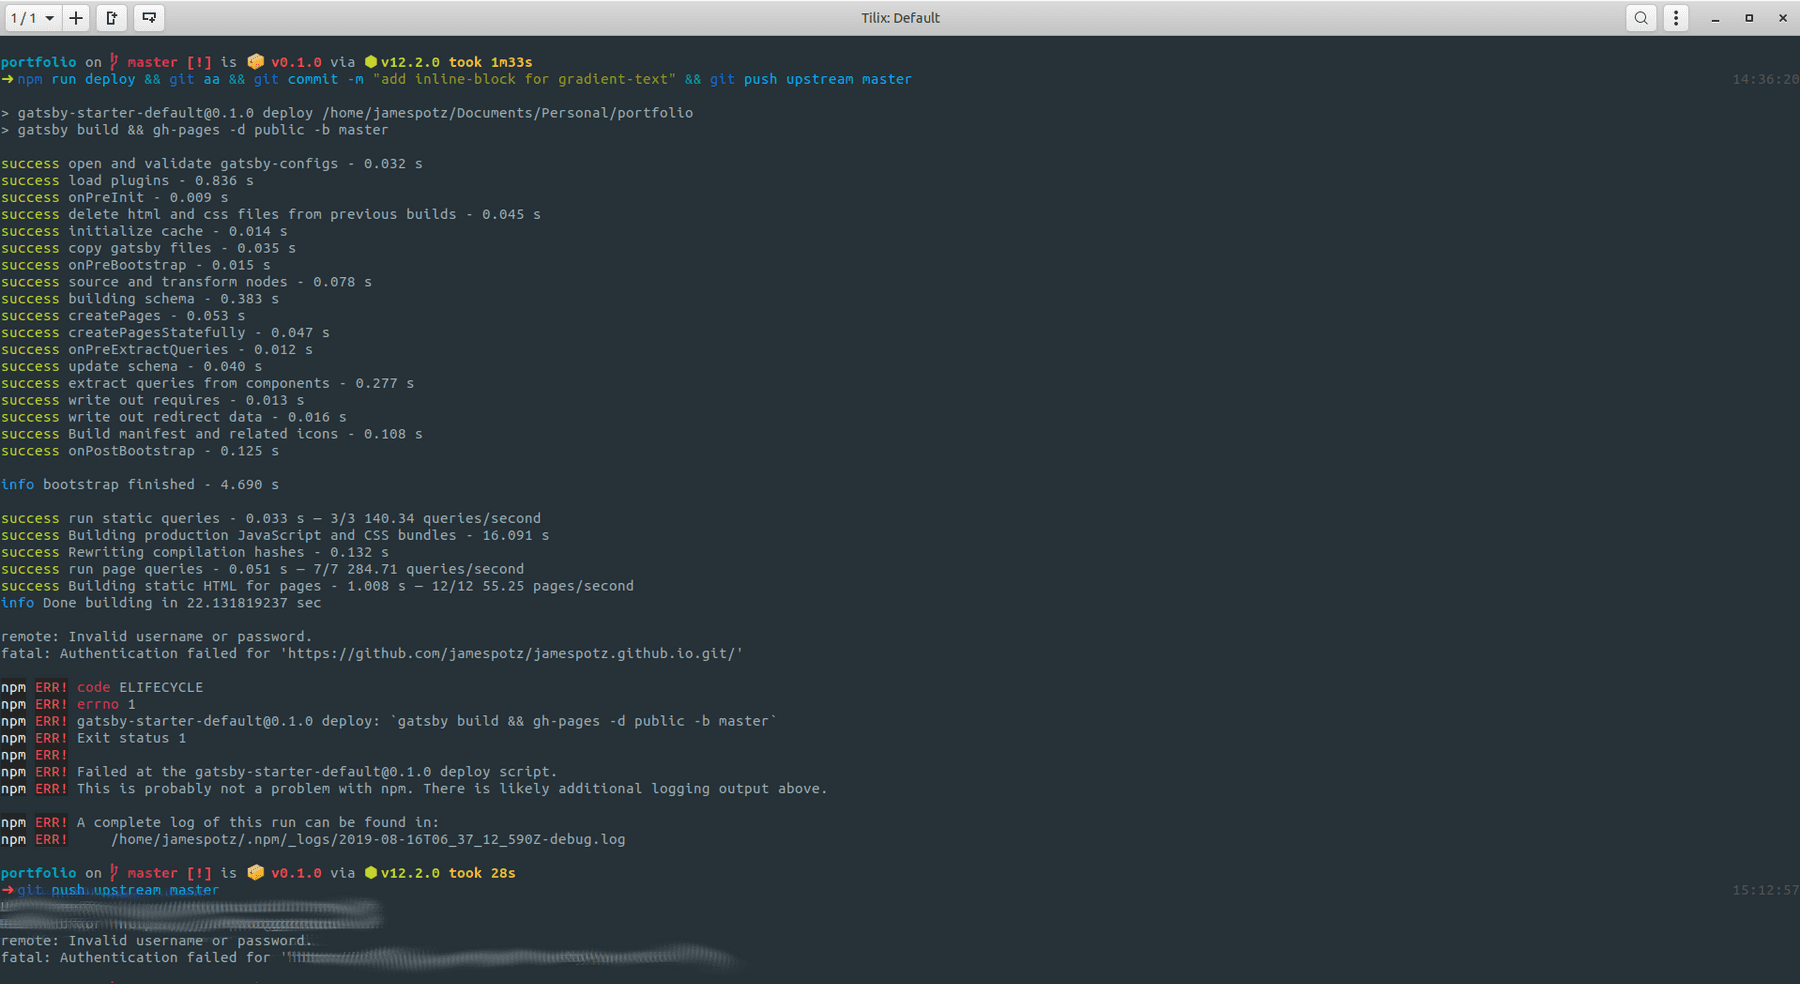 1 / 1
Tilix: Default
portfolio on master [!] is v0.1.0 via v12.2.0 took 1m33s
➜ npm run deploy && git aa && git commit -m "add inline-block for gradient-text" && git push upstream master 14:36:20
> gatsby-starter-default@0.1.0 deploy /home/jamespotz/Documents/Personal/portfolio
> gatsby build && gh-pages -d public -b master
success open and validate gatsby-configs - 0.032 s
success load plugins - 0.836 s
success onPreInit - 0.009 s
success delete html and css files from previous builds - 0.045 s
success initialize cache - 0.014 s
success copy gatsby files - 0.035 s
success onPreBootstrap - 0.015 s
success source and transform nodes - 0.078 s
success building schema - 0.383 s
success createPages - 0.053 s
success createPagesStatefully - 0.047 s
success onPreExtractQueries - 0.012 s
success update schema - 0.040 s
success extract queries from components - 0.277 s
success write out requires - 0.013 s
success write out redirect data - 0.016 s
success Build manifest and related icons - 0.108 s
success onPostBootstrap - 0.125 s
info bootstrap finished - 4.690 s
success run static queries - 0.033 s — 3/3 140.34 queries/second
success Building production JavaScript and CSS bundles - 16.091 s
success Rewriting compilation hashes - 0.132 s
success run page queries - 0.051 s — 7/7 284.71 queries/second
success Building static HTML for pages - 1.008 s — 12/12 55.25 pages/second
info Done building in 22.131819237 sec
remote: Invalid username or password.
fatal: Authentication failed for 'https://github.com/jamespotz/jamespotz.github.io.git/'
npm ERR! code ELIFECYCLE
npm ERR! errno 1
npm ERR! gatsby-starter-default@0.1.0 deploy: `gatsby build && gh-pages -d public -b master`
npm ERR! Exit status 1
npm ERR!
npm ERR! Failed at the gatsby-starter-default@0.1.0 deploy script.
npm ERR! This is probably not a problem with npm. There is likely additional logging output above.
npm ERR! A complete log of this run can be found in:
npm ERR!     /home/jamespotz/.npm/_logs/2019-08-16T06_37_12_590Z-debug.log
portfolio on master [!] is v0.1.0 via v12.2.0 took 28s
➜ git push upstream master 15:12:57
remote: Invalid username or password.
fatal: Authentication failed for '